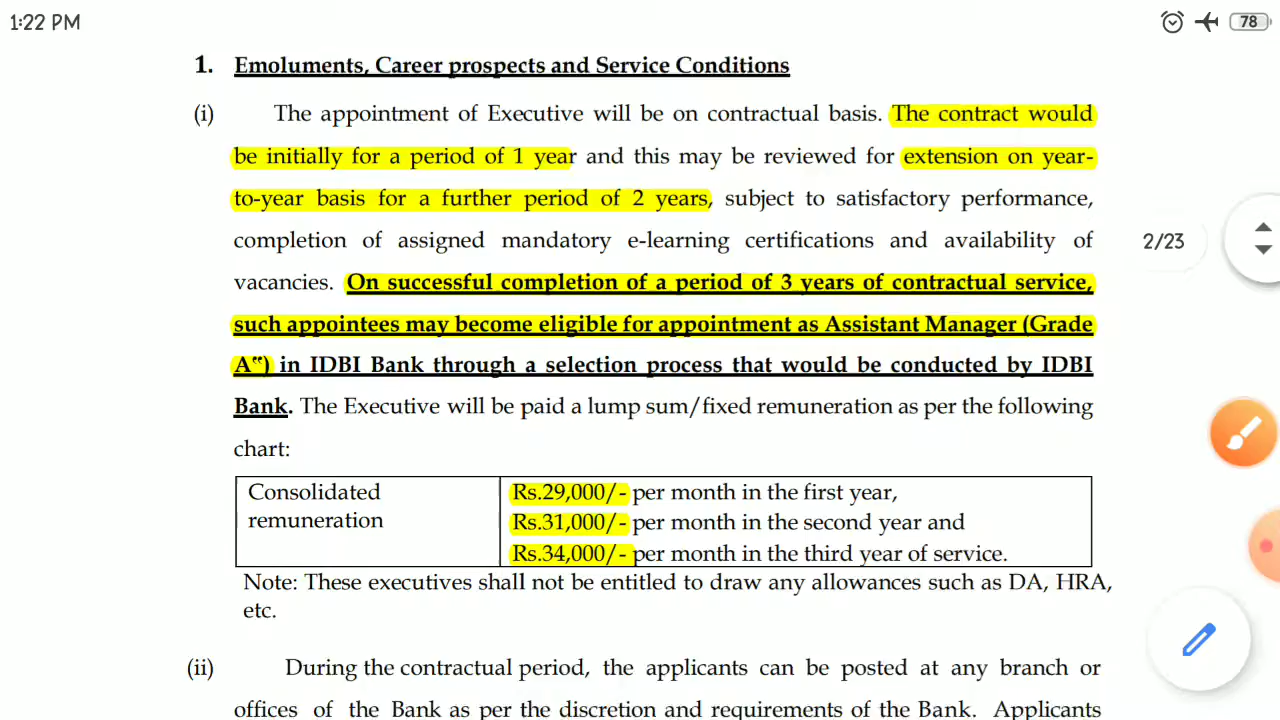 1:22 PM
78
1. Emoluments, Career prospects and Service Conditions
(i) The appointment of Executive will be on contractual basis. The contract would
be initially for a period of 1 year and this may be reviewed for extension on year-
to-year basis for a further period of 2 years, subject to satisfactory performance,
completion of assigned mandatory e-learning certifications and availability of
2/23
vacancies. On successful completion of a period of 3 years of contractual service,
such appointees may become eligible for appointment as Assistant Manager (Grade
A“) in IDBI Bank through a selection process that would be conducted by IDBI
Bank. The Executive will be paid a lump sum/fixed remuneration as per the following
chart:
Consolidated
remuneration
Rs.29,000/- per month in the first year,
Rs.31,000/- per month in the second year and
Rs.34,000/- per month in the third year of service.
Note: These executives shall not be entitled to draw any allowances such as DA, HRA,
etc.
(ii) During the contractual period, the applicants can be posted at any branch or
offices of the Bank as per the discretion and requirements of the Bank. Applicants